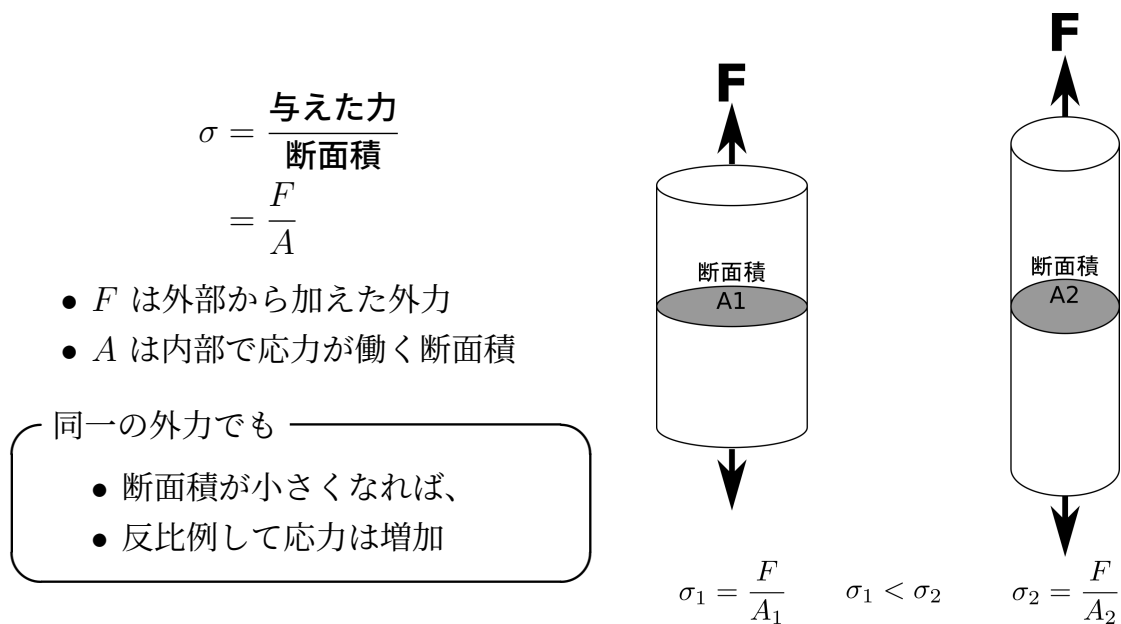 σ = 与えた力 / 断面積
= F / A
• F は外部から加えた外力
• A は内部で応力が働く断面積
同一の外力でも
• 断面積が小さくなれば、
• 反比例して応力は増加
F
断面積
A1
F
断面積
A2
σ₁ = F / A₁
σ₁ < σ₂
σ₂ = F / A₂